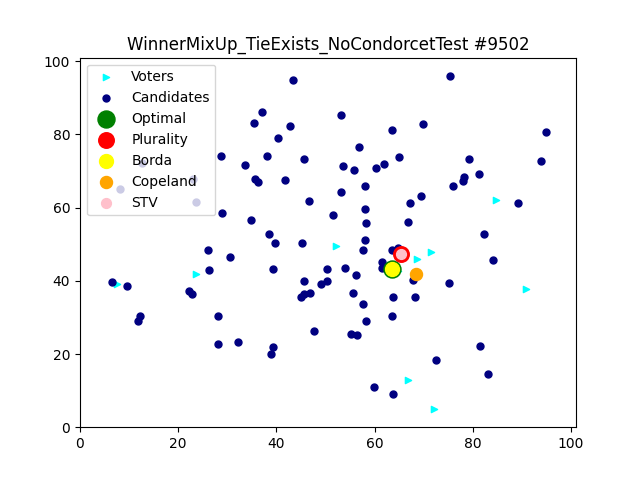 WinnerMixUp_TieExists_NoCondorcetTest #9502
100
80
60
40
20
0
0
20
40
60
80
100
Voters
Candidates
Optimal
Plurality
Borda
Copeland
STV